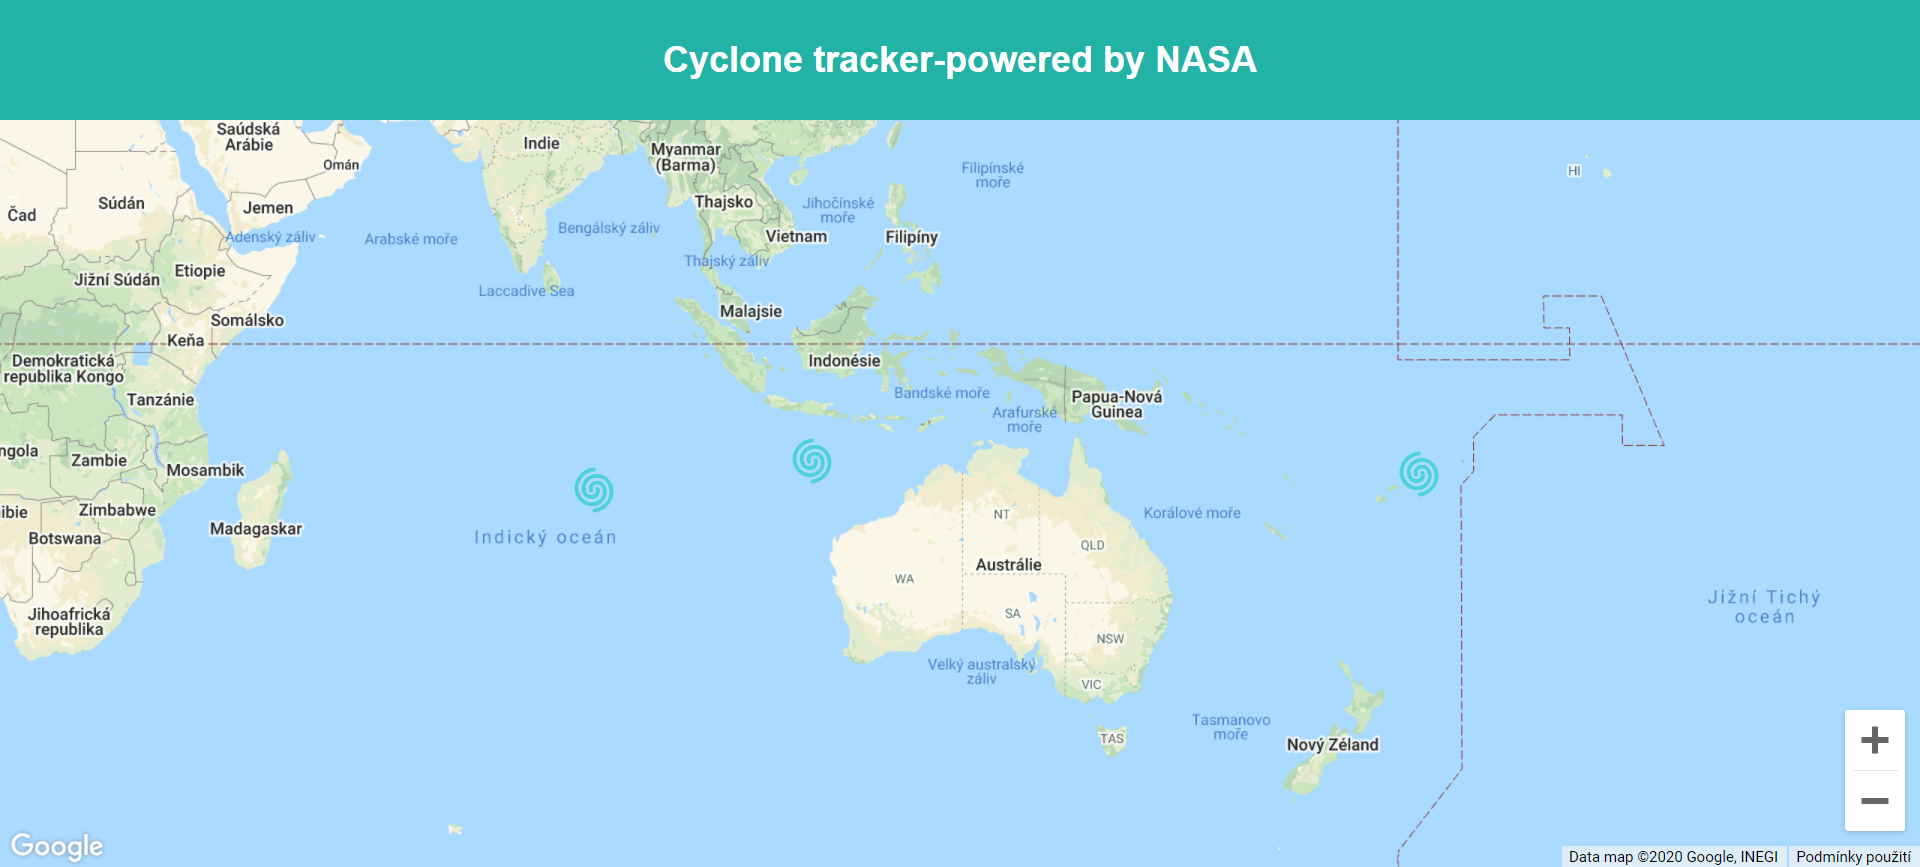 Cyclone tracker-powered by NASA
Saúdská
Arábie
Indie
Myanmar
(Barma)
Omán
Filipínské
moře
HI
Čad
Súdán
Jemen
Thajsko
Jihočínské
moře
Adenský záliv
Arabské moře
Bengálský záliv
Vietnam
Filipíny
Jižní Súdán
Etiopie
Thajský záliv
Laccadive Sea
Malajsie
Somálsko
Keňa
Demokratická
republika Kongo
Indonésie
Tanzánie
Bandské moře
Papua-Nová
Guinea
Arafurské
moře
ngola
Zambie
Mosambik
ibie
Zimbabwe
Madagaskar
Botswana
Indický oceán
NT
Korálové moře
QLD
Austrálie
WA
Jižní Tichý
oceán
Jihoafrická
republika
SA
NSW
Velký australský
záliv
VIC
Tasmanovo
moře
TAS
Nový Zéland
Google
Data map ©2020 Google, INEGI
Podmínky použití